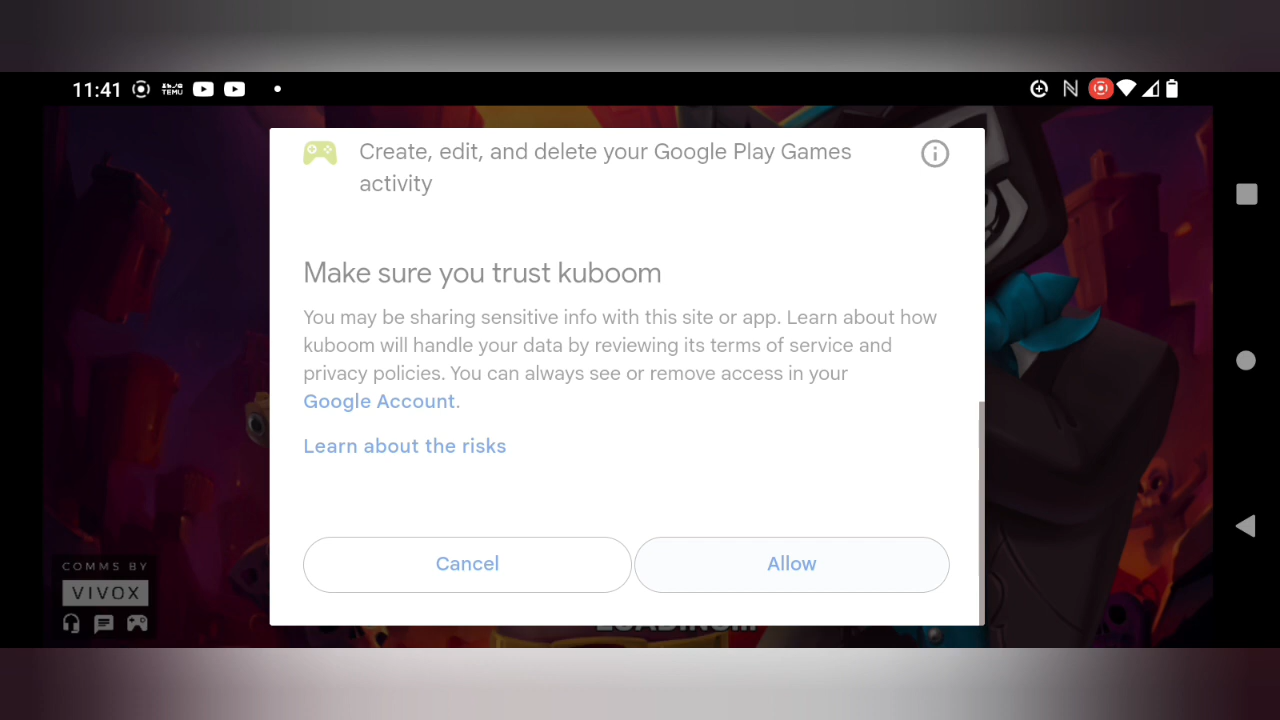 11:41
TEMU
Create, edit, and delete your Google Play Games
activity
Make sure you trust kuboom
You may be sharing sensitive info with this site or app. Learn about how
kuboom will handle your data by reviewing its terms of service and
privacy policies. You can always see or remove access in your
Google Account.
Learn about the risks
Cancel
Allow
COMMS BY
VIVOX
LOADING...